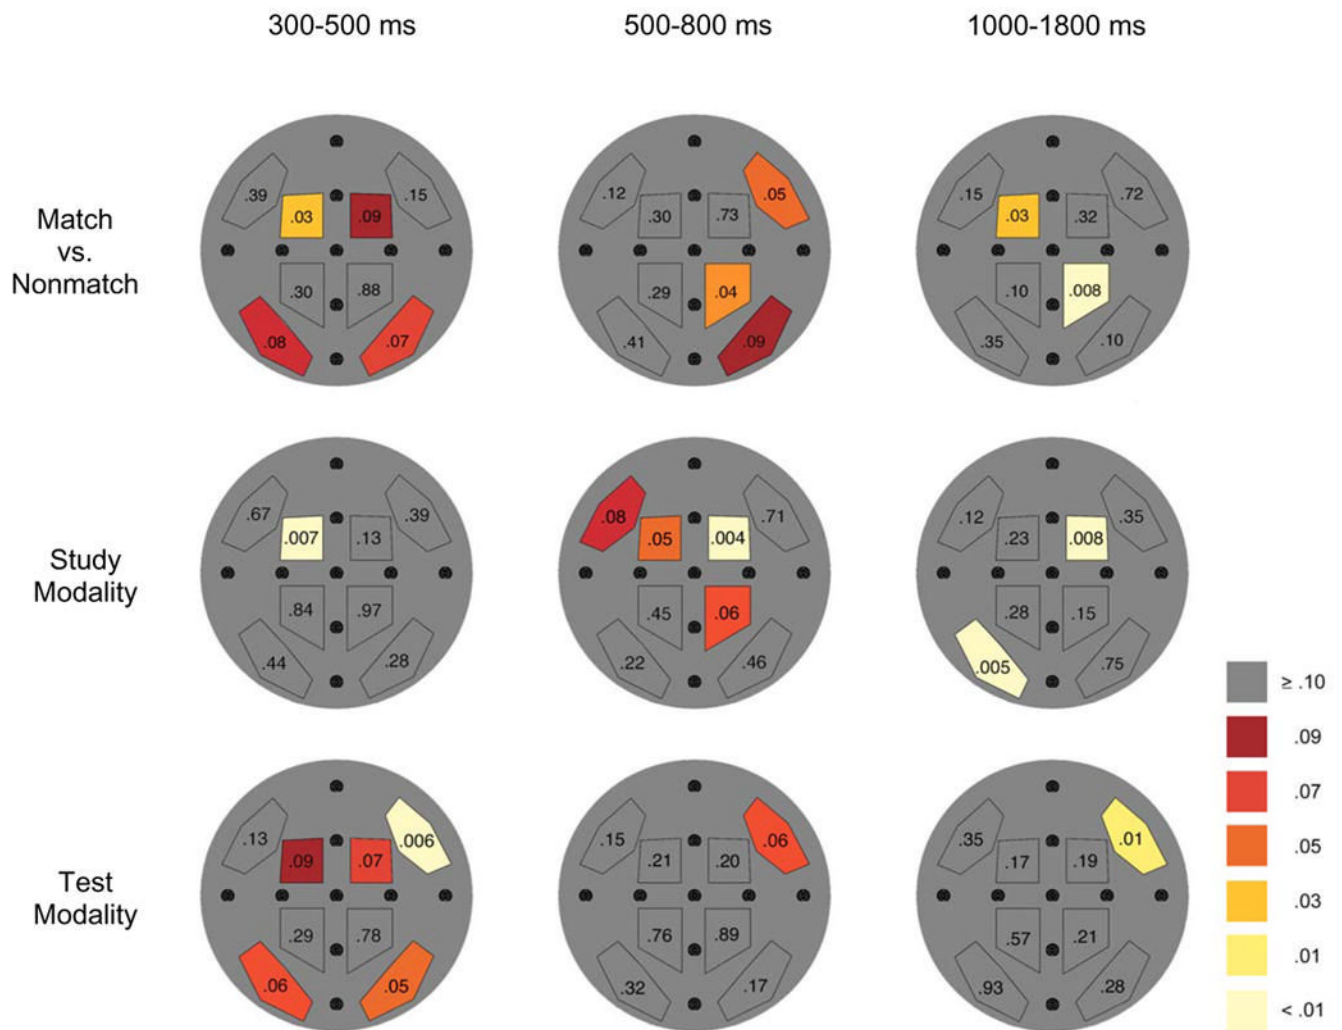 300-500 ms 500-800 ms 1000-1800 ms
Match
vs.
Nonmatch
.39 .03 .09 .15
.30 .88
.08 .07
.12 .30 .73 .05
.29 .04
.41 .09
.15 .03 .32 .72
.10 .008
.35 .10
Study
Modality
.67 .007 .13 .39
.84 .97
.44 .28
.08 .05 .004 .71
.45 .06
.22 .46
.12 .23 .008 .35
.28 .15
.005 .75
Test
Modality
.13 .09 .07 .006
.29 .78
.06 .05
.15 .21 .20 .06
.76 .89
.32 .17
.35 .17 .19 .01
.57 .21
.93 .28
≥ .10
.09
.07
.05
.03
.01
< .01